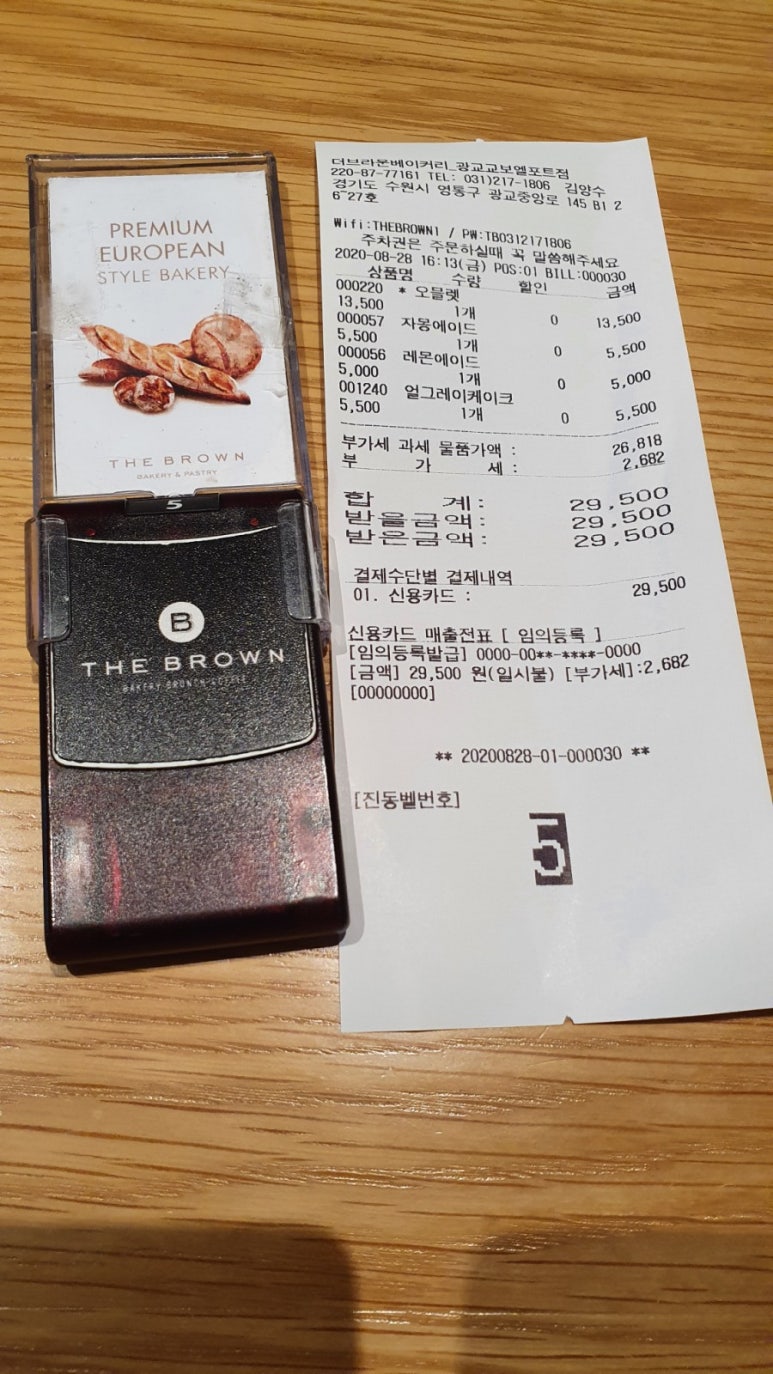 PREMIUM
EUROPEAN
STYLE BAKERY
THE BROWN
BAKERY & PASTRY
5
B
THE BROWN
BAKERY BRUNCH COFFEE
더브라운베이커리_광교교보엘포트점
220-87-77161 TEL: 031)217-1806 김양수
경기도 수원시 영통구 광교중앙로 145 B1 2
6~27호
Wifi:THEBROWN1 / PW:TB0312171806
주차권은 주문하실때 꼭 말씀해주세요
2020-08-28 16:13(금) POS:01 BILL:000030
상품명 수량 할인 금액
000220 * 오믈렛
13,500 1개 0 13,500
000057 자몽에이드
5,500 1개 0 5,500
000056 레몬에이드
5,000 1개 0 5,000
001240 얼그레이케이크
5,500 1개 0 5,500
부가세 과세 물품가액 : 26,818
부 가 세 : 2,682
합 계: 29,500
받을금액: 29,500
받은금액: 29,500
결제수단별 결제내역
01. 신용카드 : 29,500
신용카드 매출전표 [ 임의등록 ]
[임의등록발급] 0000-00**-****-0000
[금액] 29,500 원(일시불) [부가세]:2,682
[00000000]
** 20200828-01-000030 **
[진동벨번호]
5